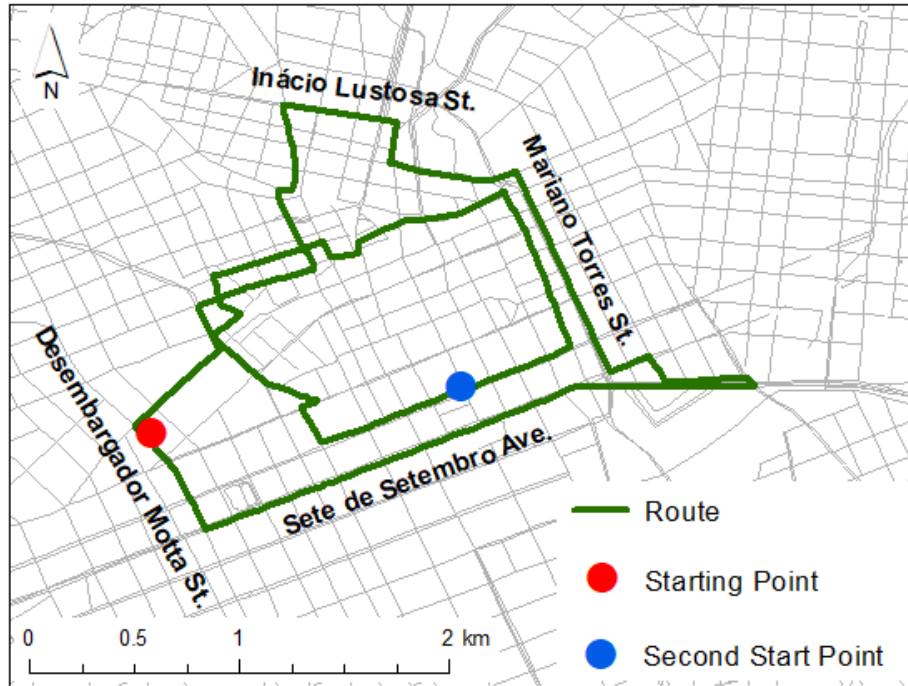 N
Inácio Lustosa St.
Mariano Torres St.
Desembargador Motta St.
Sete de Setembro Ave.
Route
Starting Point
Second Start Point
0 0.5 1 2 km